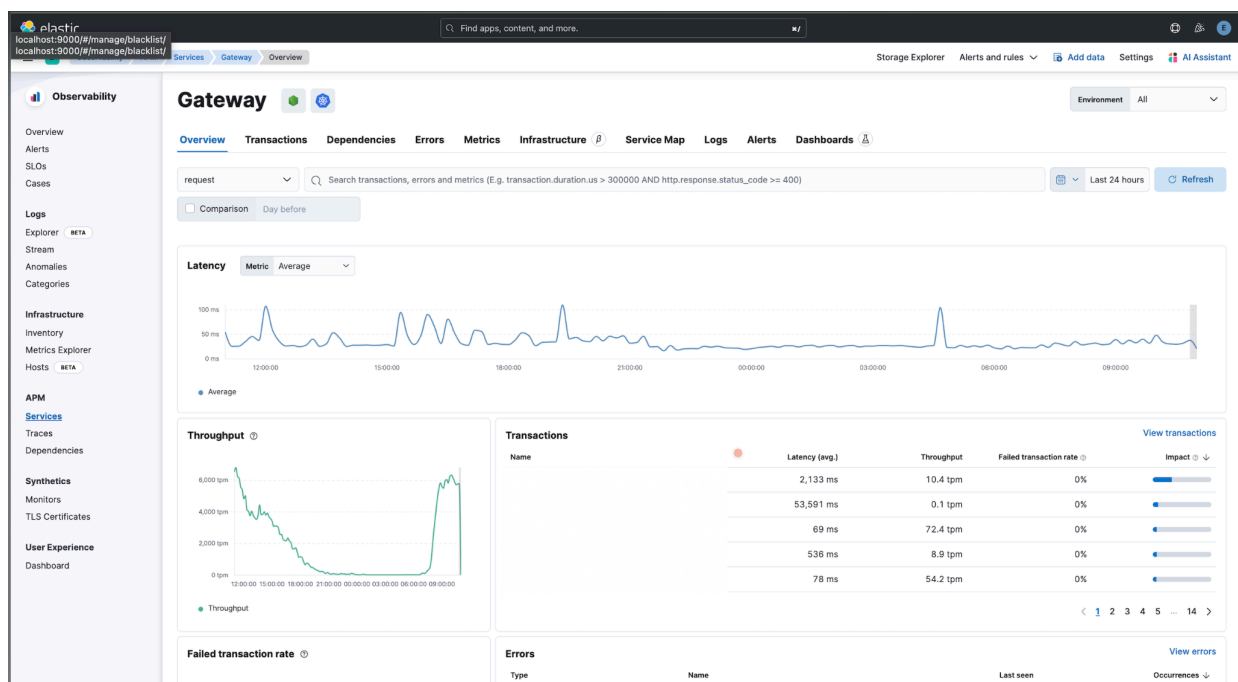 elastic
Find apps, content, and more.
⌘/
E
localhost:9000/#/manage/blacklist/
localhost:9000/#/manage/blacklist/
Services
Gateway
Overview
Storage Explorer
Alerts and rules
Add data
Settings
AI Assistant
Observability
Overview
Alerts
SLOs
Cases
Logs
Explorer BETA
Stream
Anomalies
Categories
Infrastructure
Inventory
Metrics Explorer
Hosts BETA
APM
Services
Traces
Dependencies
Synthetics
Monitors
TLS Certificates
User Experience
Dashboard
Gateway
Environment All
Overview Transactions Dependencies Errors Metrics Infrastructure β Service Map Logs Alerts Dashboards
request
Search transactions, errors and metrics (E.g. transaction.duration.us > 300000 AND http.response.status_code >= 400)
Last 24 hours
Refresh
Comparison Day before
Latency Metric Average
100 ms
50 ms
0 ms
12:00:00 15:00:00 18:00:00 21:00:00 00:00:00 03:00:00 06:00:00 09:00:00
Average
Throughput
6,000 tpm
4,000 tpm
2,000 tpm
0 tpm
12:00:00 15:00:00 18:00:00 21:00:00 00:00:00 03:00:00 06:00:00 09:00:00
Throughput
Transactions View transactions
Name Latency (avg.) Throughput Failed transaction rate Impact
2,133 ms 10.4 tpm 0%
53,591 ms 0.1 tpm 0%
69 ms 72.4 tpm 0%
536 ms 8.9 tpm 0%
78 ms 54.2 tpm 0%
< 1 2 3 4 5 ... 14 >
Failed transaction rate
Errors View errors
Type Name Last seen Occurrences